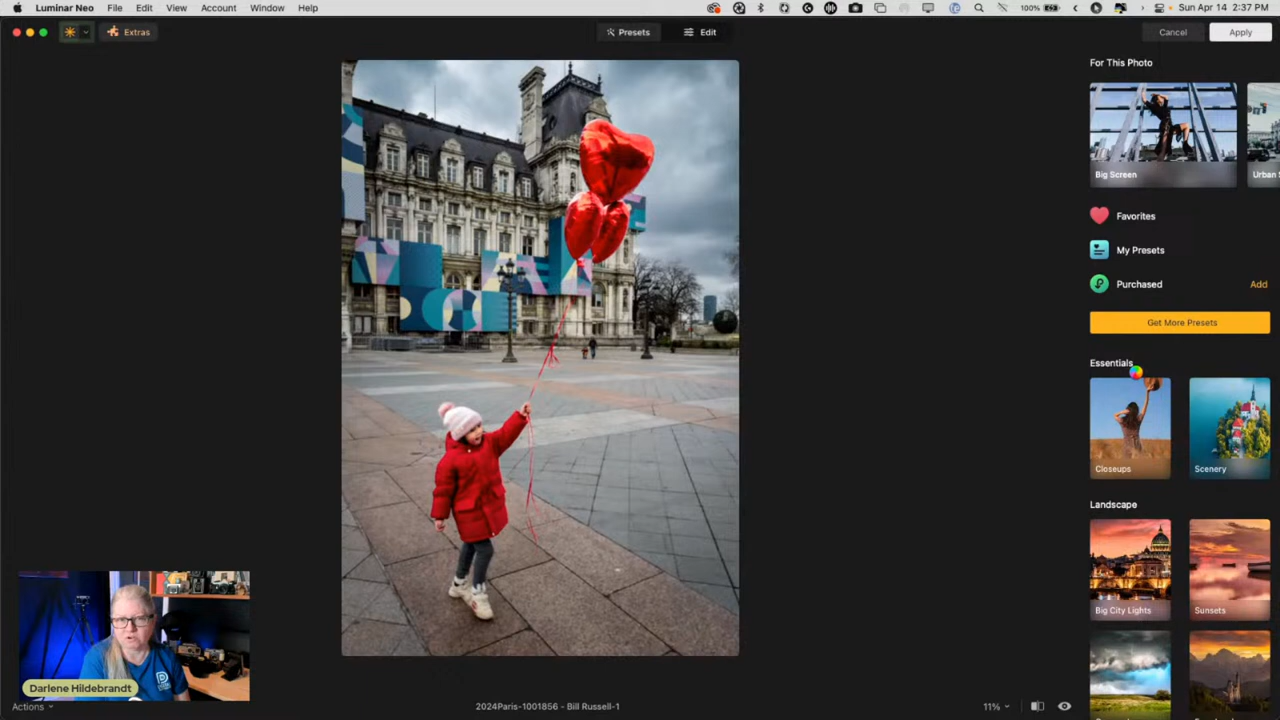 Luminar Neo File Edit View Account Window Help 100% Sun Apr 14 2:37 PM
Extras Presets Edit Cancel Apply
For This Photo
Big Screen Urban S
Favorites
My Presets
Purchased Add
Get More Presets
Essentials
Closeups Scenery
Landscape
Big City Lights Sunsets
Darlene Hildebrandt
Actions 2024Paris-1001856 - Bill Russell-1 11%